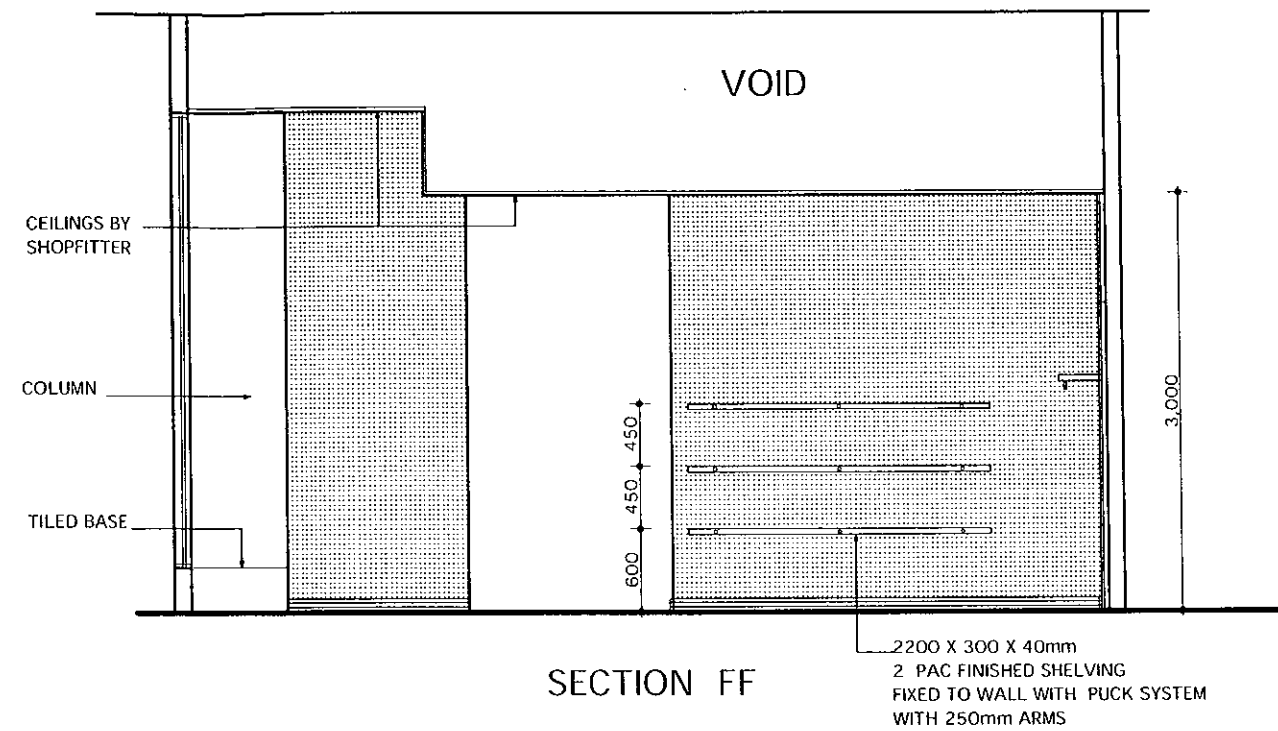 VOID
CEILINGS BY
SHOPFITTER
COLUMN
TILED BASE
450
450
600
3,000
2200 X 300 X 40mm
2 PAC FINISHED SHELVING
FIXED TO WALL WITH PUCK SYSTEM
WITH 250mm ARMS
SECTION FF